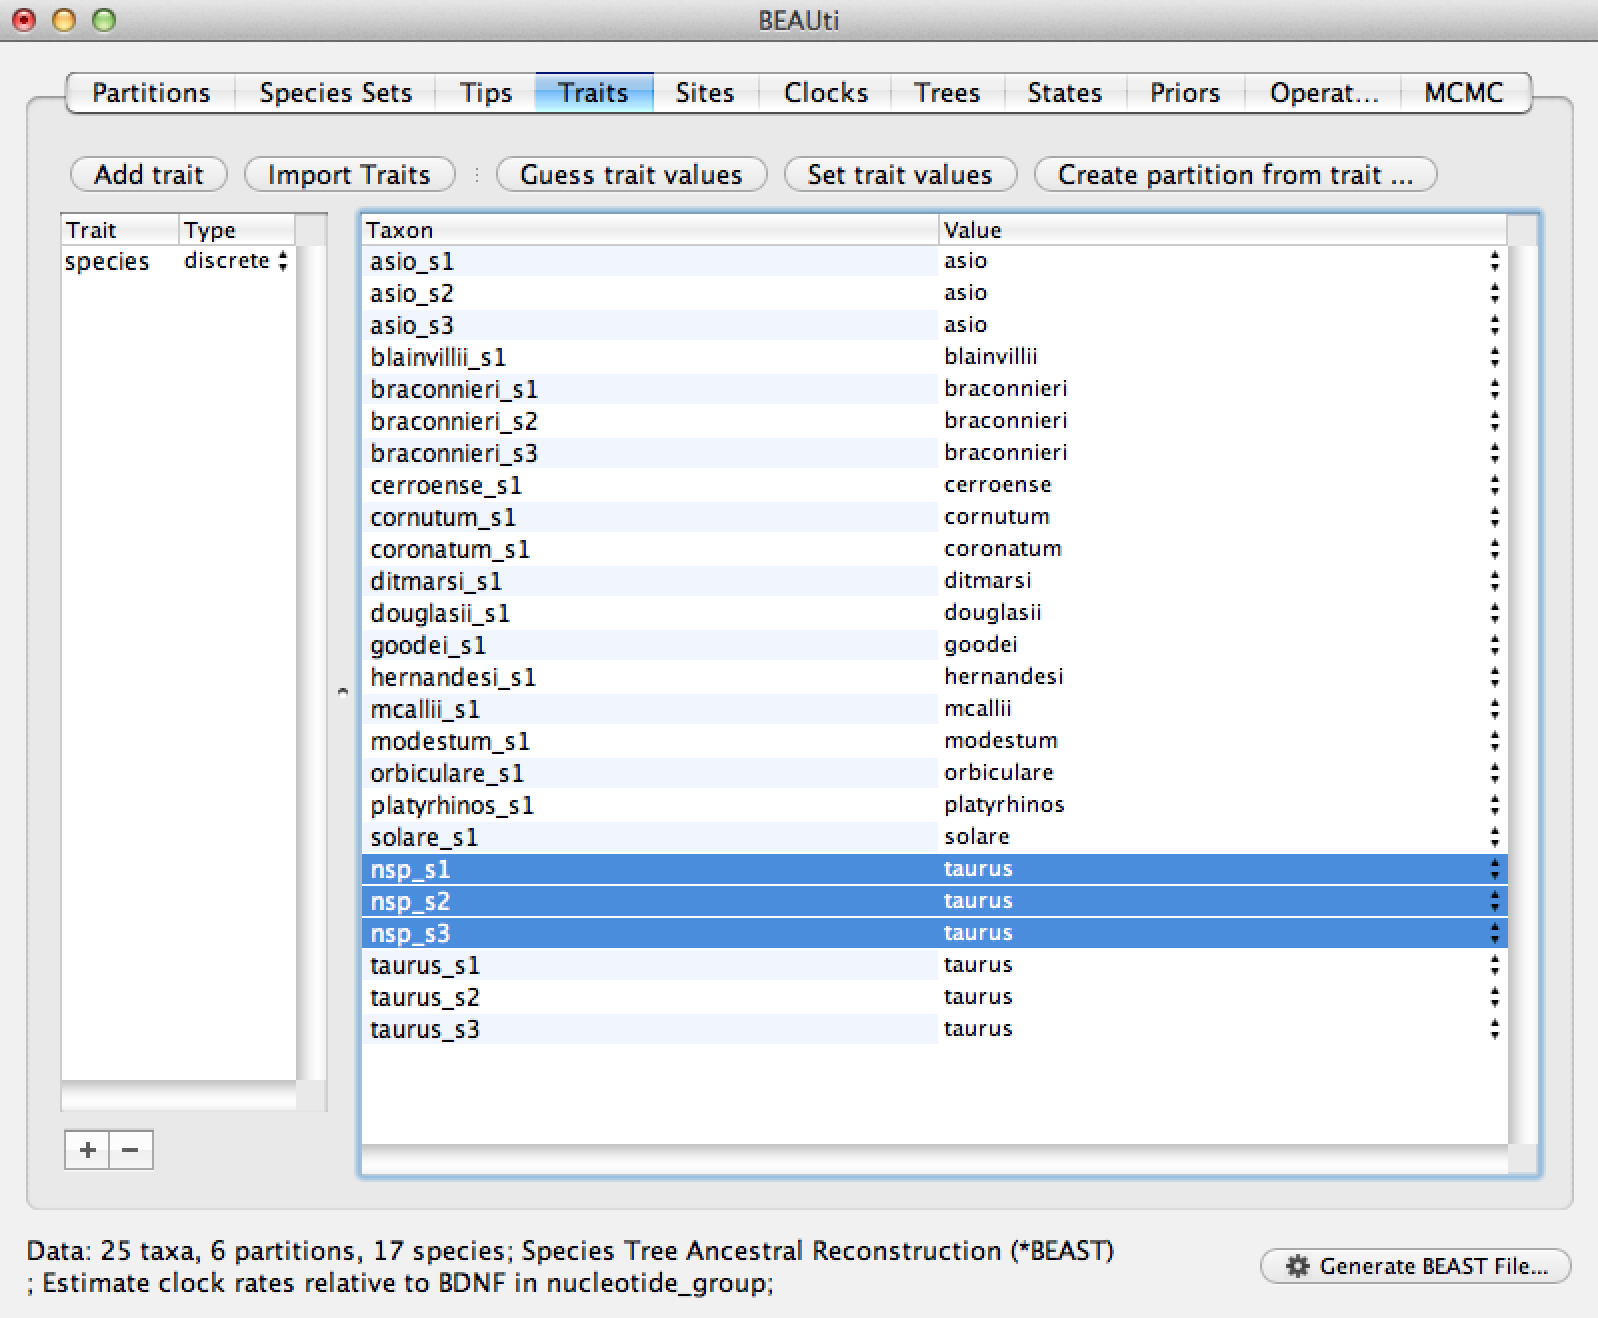 BEAUti
Partitions Species Sets Tips Traits Sites Clocks Trees States Priors Operat... MCMC
Add trait Import Traits Guess trait values Set trait values Create partition from trait ...
Trait Type Taxon Value
species discrete asio_s1 asio
asio_s2 asio
asio_s3 asio
blainvillii_s1 blainvillii
braconnieri_s1 braconnieri
braconnieri_s2 braconnieri
braconnieri_s3 braconnieri
cerroense_s1 cerroense
cornutum_s1 cornutum
coronatum_s1 coronatum
ditmarsi_s1 ditmarsi
douglasii_s1 douglasii
goodei_s1 goodei
hernandesi_s1 hernandesi
mcallii_s1 mcallii
modestum_s1 modestum
orbiculare_s1 orbiculare
platyrhinos_s1 platyrhinos
solare_s1 solare
nsp_s1 taurus
nsp_s2 taurus
nsp_s3 taurus
taurus_s1 taurus
taurus_s2 taurus
taurus_s3 taurus
+ −
Data: 25 taxa, 6 partitions, 17 species; Species Tree Ancestral Reconstruction (*BEAST)
; Estimate clock rates relative to BDNF in nucleotide_group;
Generate BEAST File...